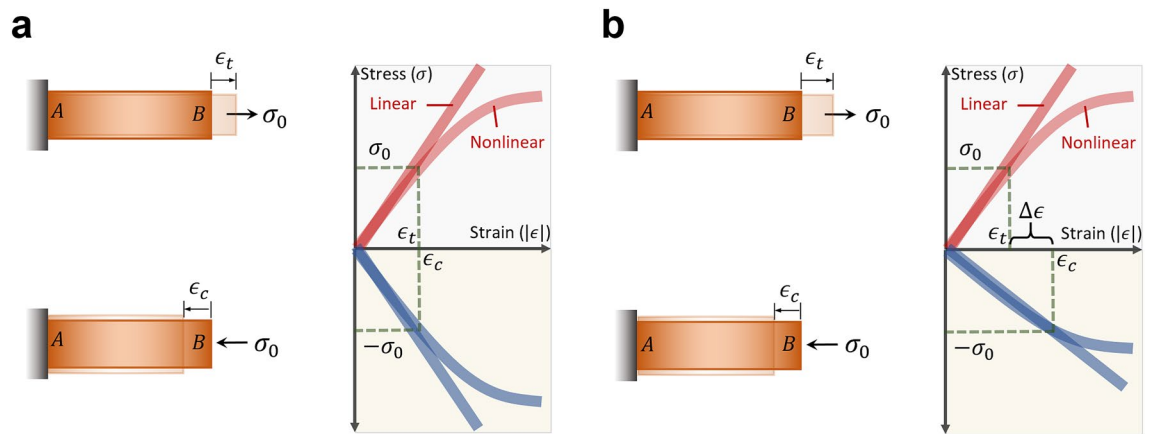 a
ϵt
A
B
σ0
ϵc
A
B
σ0
Stress (σ)
Linear
Nonlinear
σ0
ϵt
Strain (|ϵ|)
ϵc
−σ0
b
ϵt
A
B
σ0
ϵc
A
B
σ0
Stress (σ)
Linear
Nonlinear
σ0
Δϵ
ϵt
Strain (|ϵ|)
ϵc
−σ0